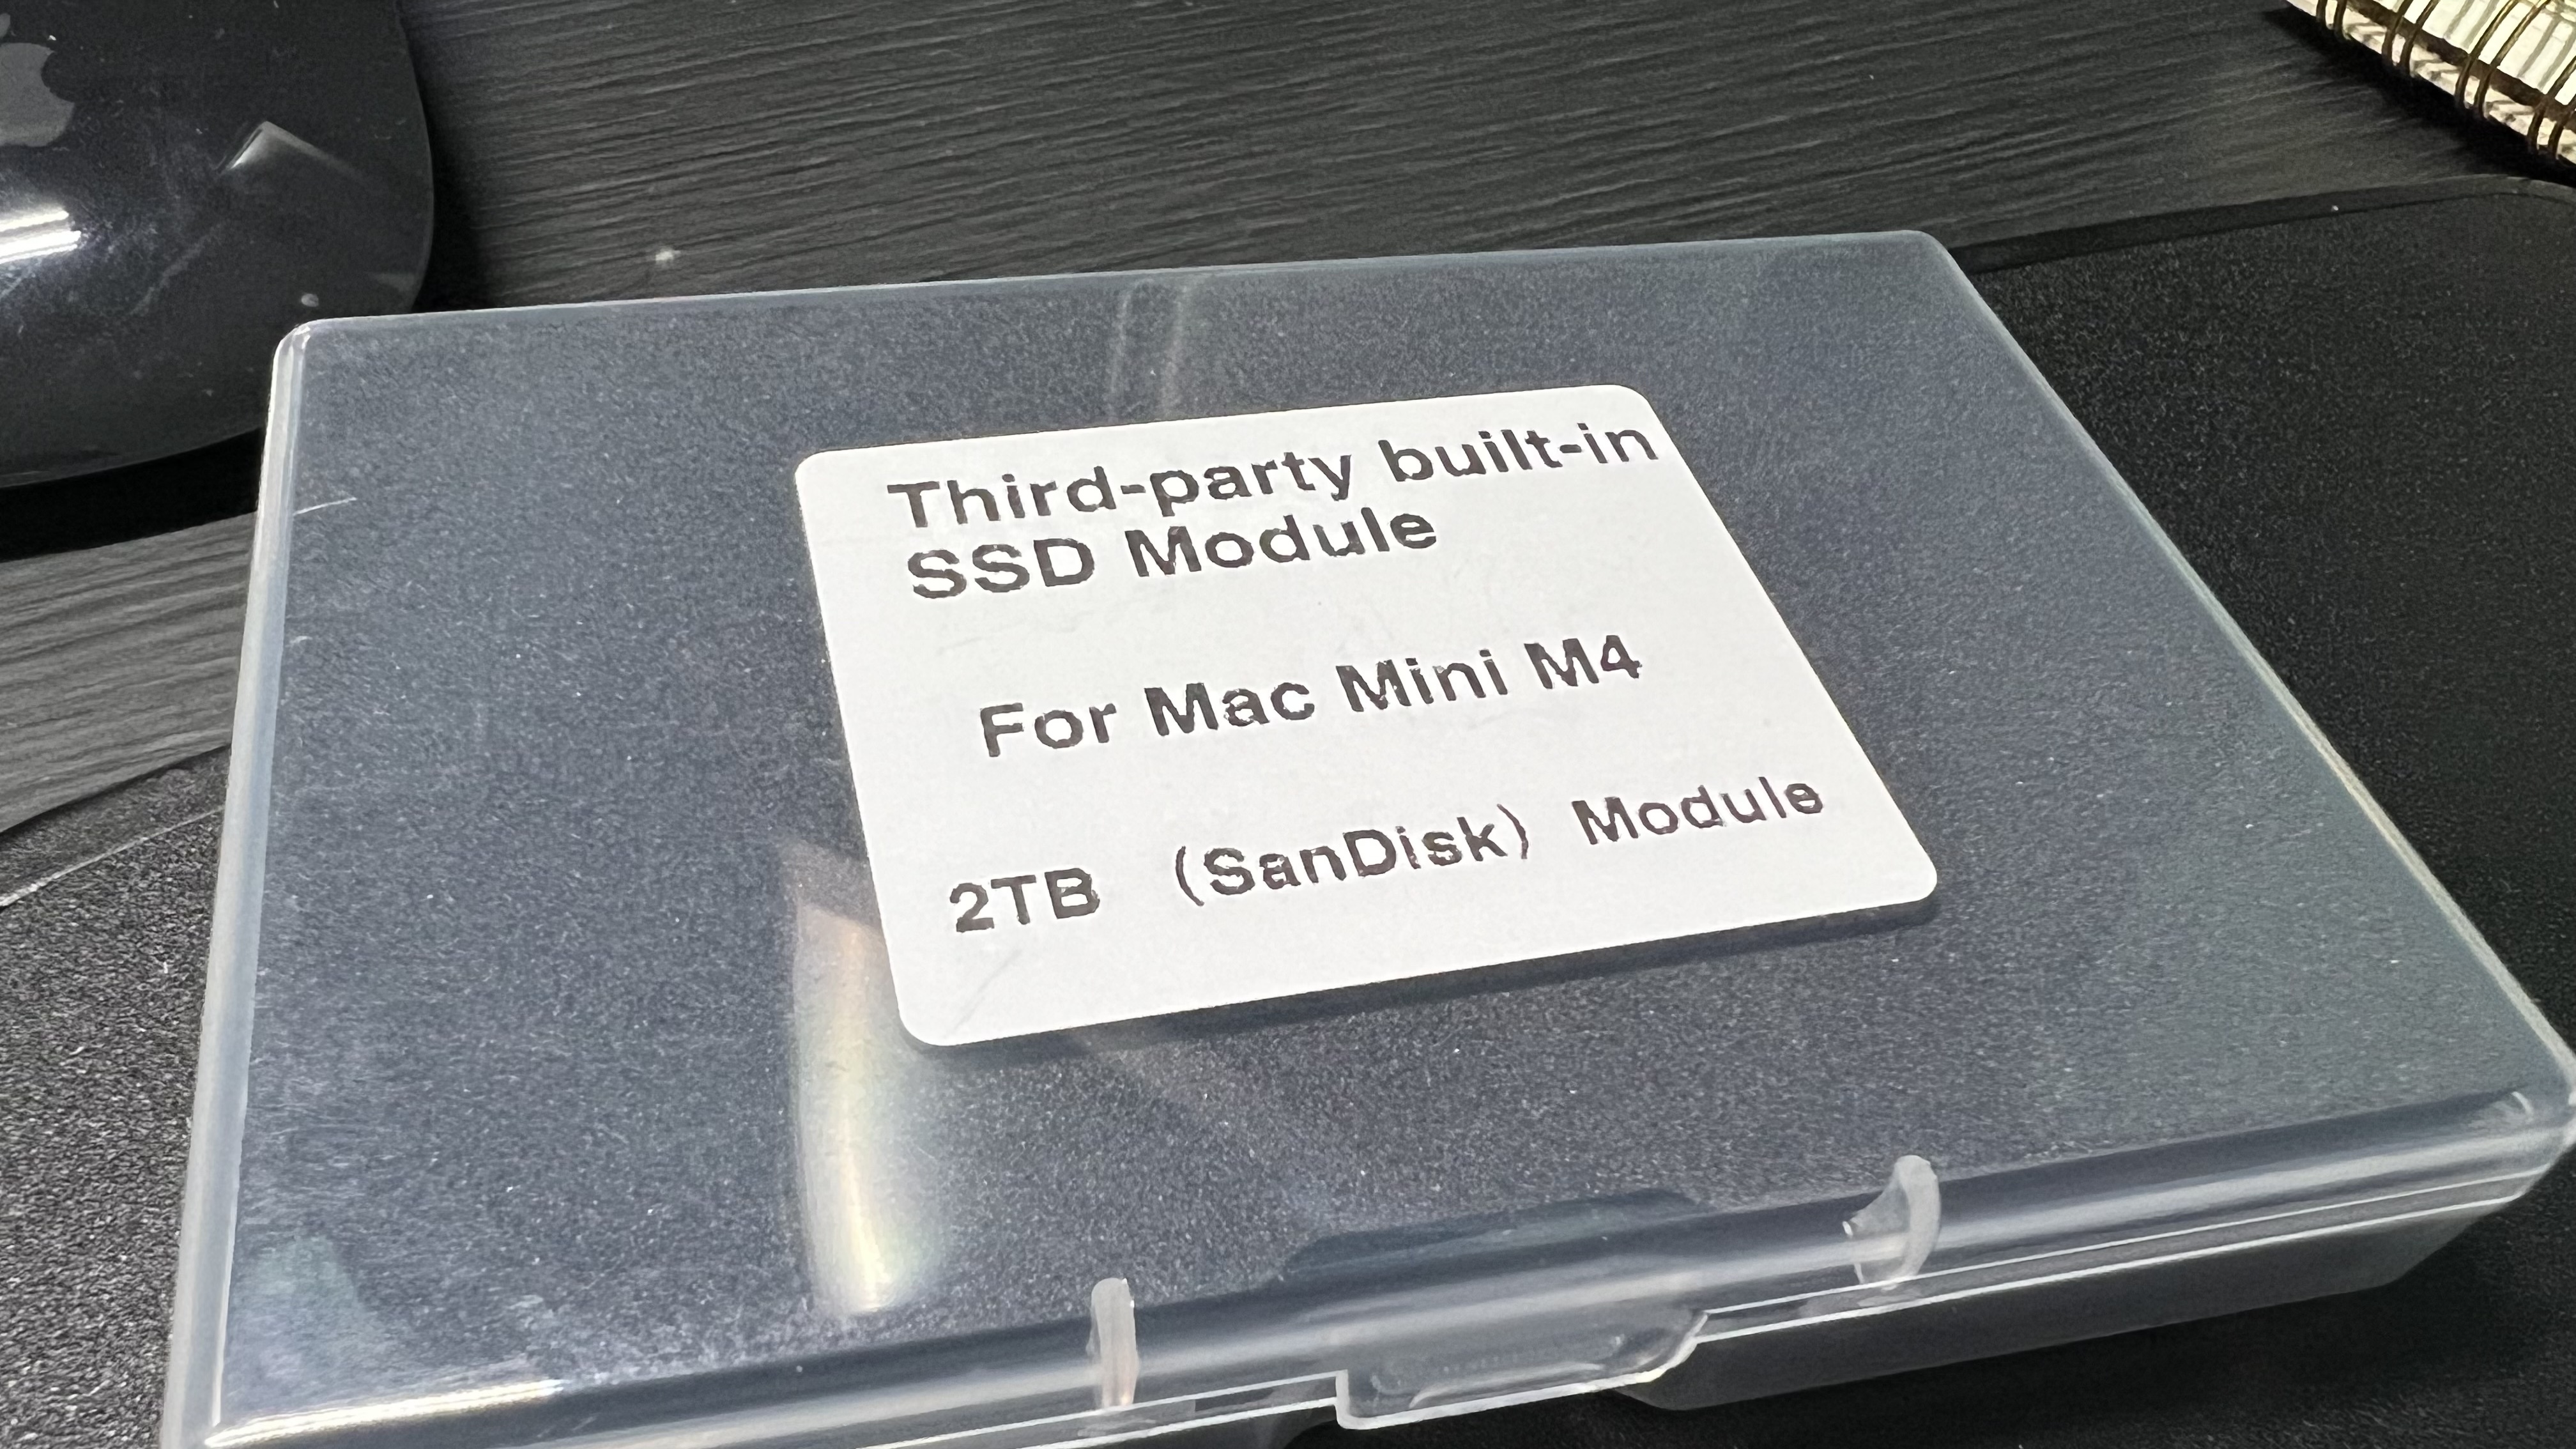 Third-party built-in
SSD Module
For Mac Mini M4
2TB （SanDisk） Module